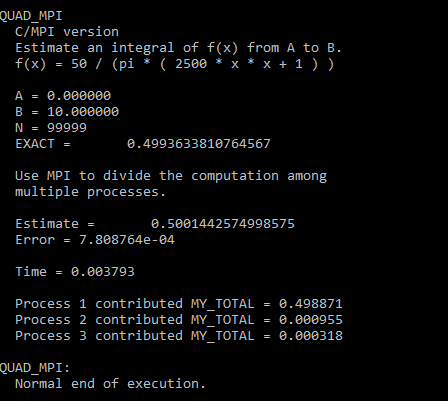 QUAD_MPI
C/MPI version
Estimate an integral of f(x) from A to B.
f(x) = 50 / (pi * ( 2500 * x * x + 1 ) )
A = 0.000000
B = 10.000000
N = 99999
EXACT =       0.4993633810764567
Use MPI to divide the computation among
multiple processes.
Estimate =       0.5001442574998575
Error = 7.808764e-04
Time = 0.003793
Process 1 contributed MY_TOTAL = 0.498871
Process 2 contributed MY_TOTAL = 0.000955
Process 3 contributed MY_TOTAL = 0.000318
QUAD_MPI:
Normal end of execution.